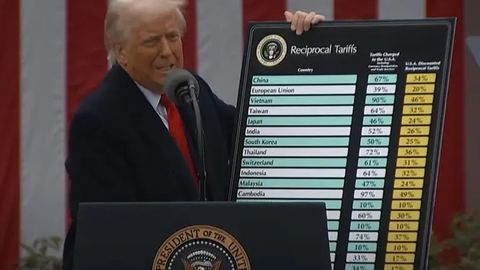 Reciprocal Tariffs
Country
Tariffs Charged
to the U.S.A.
U.S.A. Discounted
Reciprocal Tariffs
China 67% 34%
European Union 39% 20%
Vietnam 90% 46%
Taiwan 64% 32%
Japan 46% 24%
India 52% 26%
South Korea 50% 25%
Thailand 72% 36%
Switzerland 61% 31%
Indonesia 64% 32%
Malaysia 47% 24%
Cambodia 97% 49%
10% 10%
60% 30%
10% 10%
74% 37%
10% 10%
33% 17%